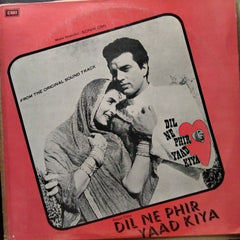 EMI
FROM THE ORIGINAL SOUND TRACK
DIL
NE
PHIR
YAAD
KIYA
DIL NE PHIR
YAAD KIYA